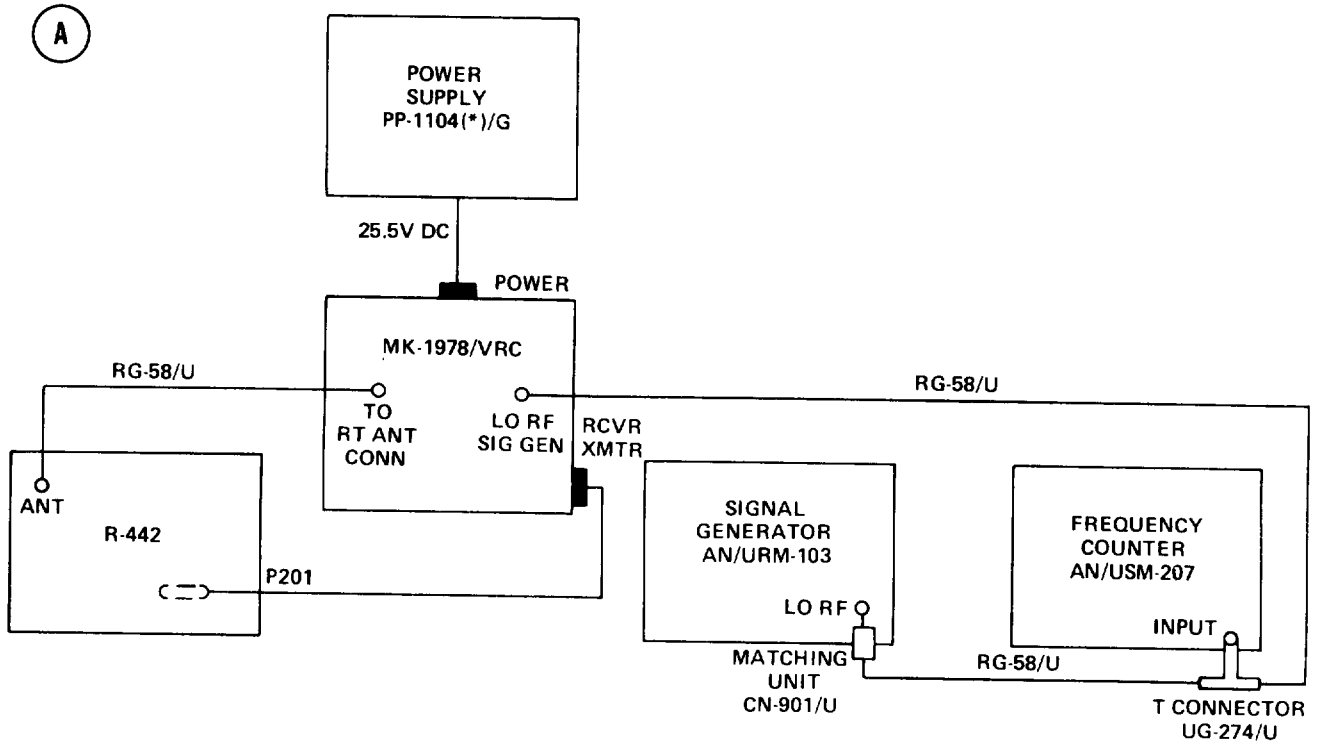 A
POWER
SUPPLY
PP-1104(*)/G
25.5V DC
POWER
MK-1978/VRC
RG-58/U
TO
RT ANT
CONN
LO RF
SIG GEN
RCVR
XMTR
RG-58/U
ANT
R-442
P201
SIGNAL
GENERATOR
AN/URM-103
LO RF
MATCHING
UNIT
CN-901/U
FREQUENCY
COUNTER
AN/USM-207
INPUT
RG-58/U
T CONNECTOR
UG-274/U